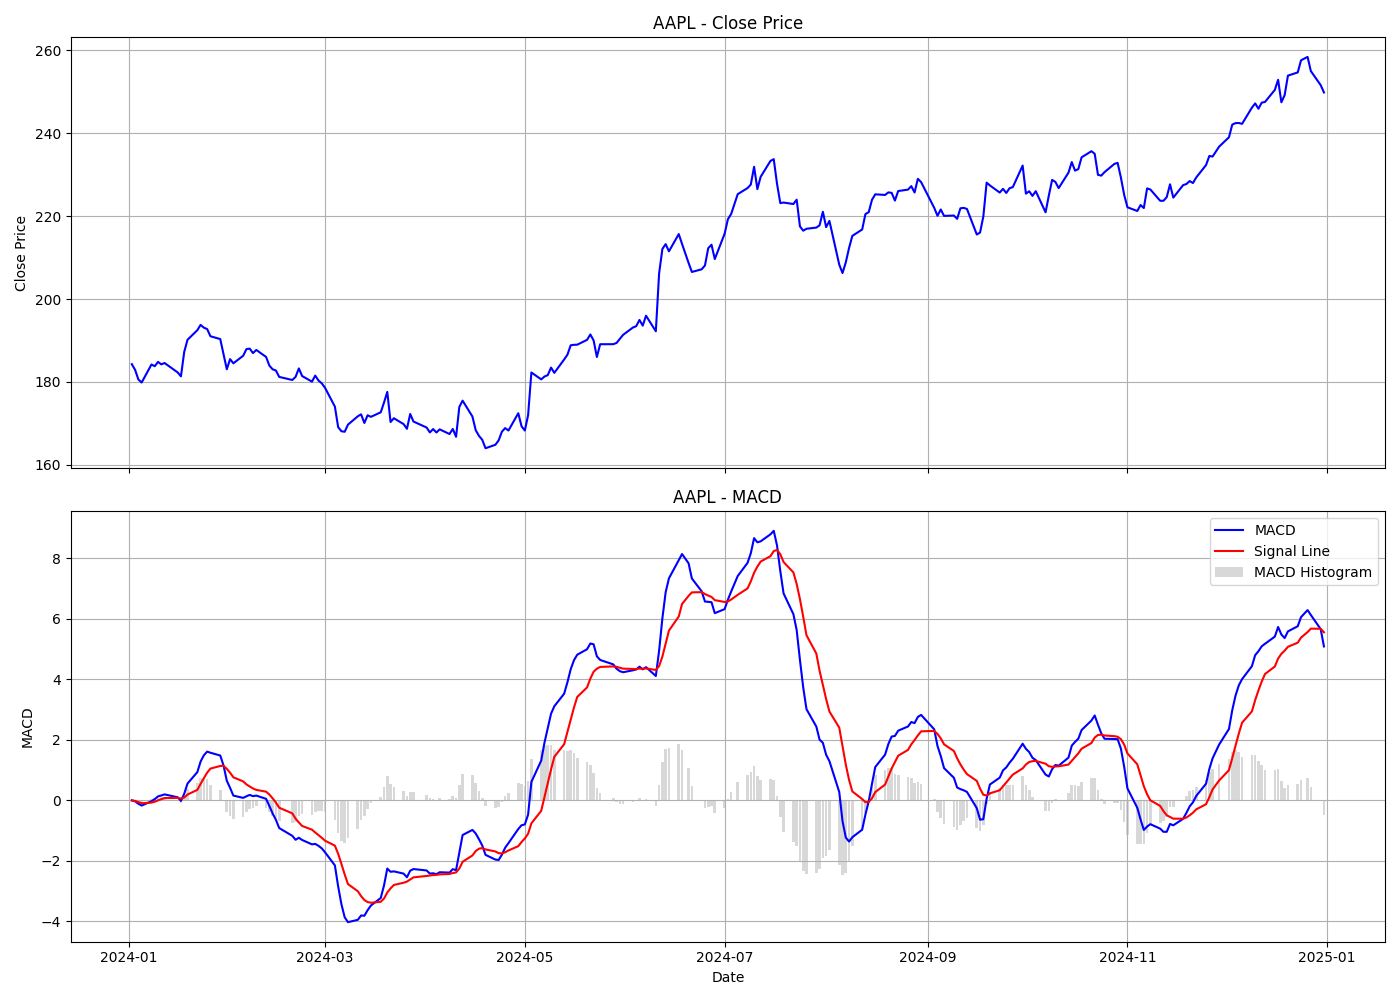 AAPL - Close Price
260
240
220
200
180
160
Close Price
AAPL - MACD
MACD
Signal Line
MACD Histogram
8
6
4
2
0
−2
−4
MACD
2024-01
2024-03
2024-05
2024-07
2024-09
2024-11
2025-01
Date